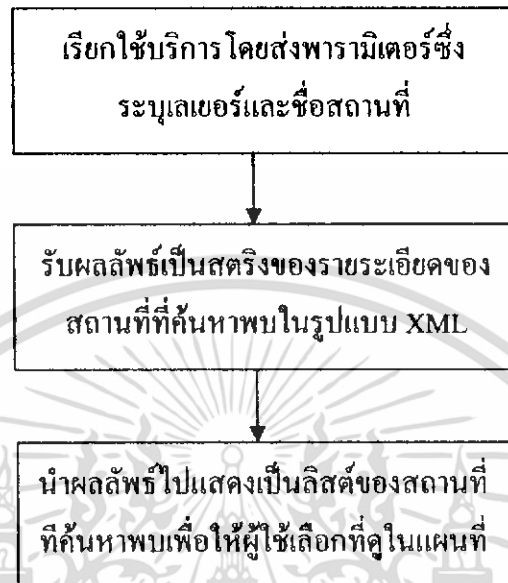 เรียกใช้บริการโดยส่งพารามิเตอร์ซึ่ง
ระบุเลเยอร์และชื่อสถานที่
รับผลลัพธ์เป็นสตริงของรายระเอียดของ
สถานที่ที่ค้นหาพบในรูปแบบ XML
นำผลลัพธ์ไปแสดงเป็นลิสต์ของสถานที่
ที่ค้นหาพบเพื่อให้ผู้ใช้เลือกที่ดูในแผนที่